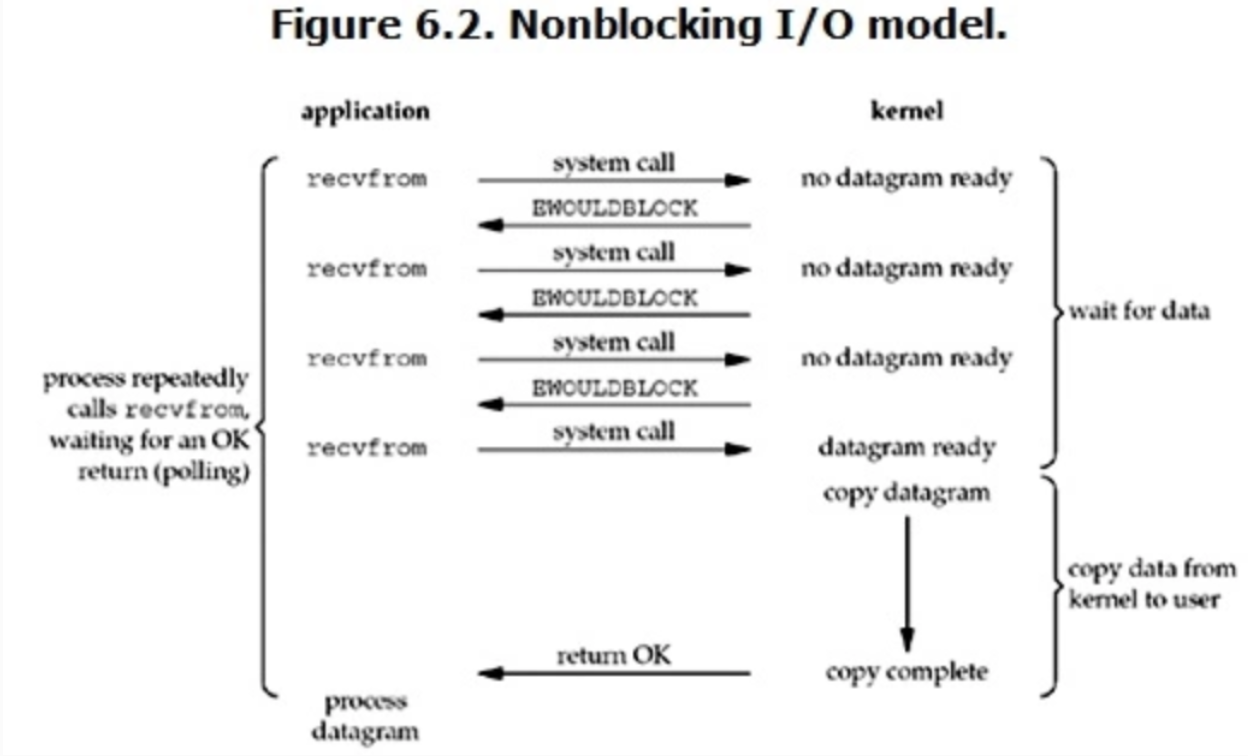 Figure 6.2. Nonblocking I/O model.
application
kernel
recvfrom
system call
no datagram ready
EWOULDBLOCK
recvfrom
system call
no datagram ready
EWOULDBLOCK
recvfrom
system call
no datagram ready
EWOULDBLOCK
recvfrom
system call
datagram ready
process repeatedly
calls recvfrom,
waiting for an OK
return (polling)
wait for data
copy datagram
copy data from
kernel to user
return OK
copy complete
process
datagram